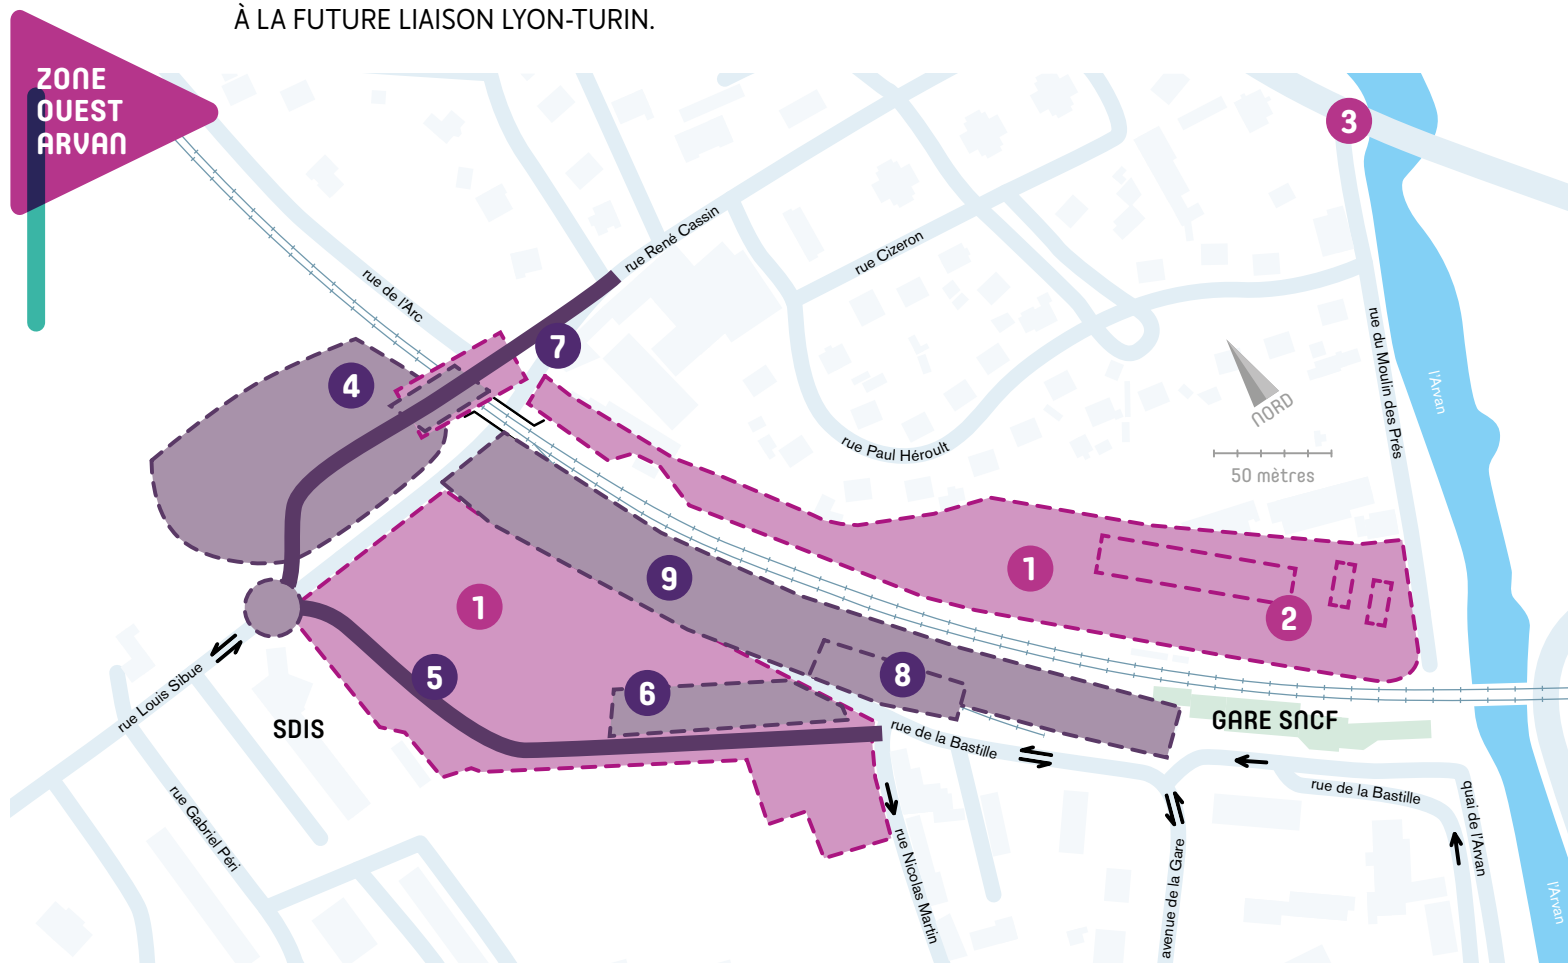 À LA FUTURE LIAISON LYON-TURIN.
ZONE
OUEST
ARVAN
3
rue René Cassin
rue Cizeron
rue de l'Arc
7
4
rue du Moulin des Prés
l'Arvan
NORD
rue Paul Héroult
50 mètres
9
1
1
2
5
6
8
rue Louis Sibue
SDIS
GARE SNCF
rue de la Bastille
rue de la Bastille
quai de l'Arvan
rue Gabriel Péri
rue Nicolas Martin
avenue de la Gare
l'Arvan